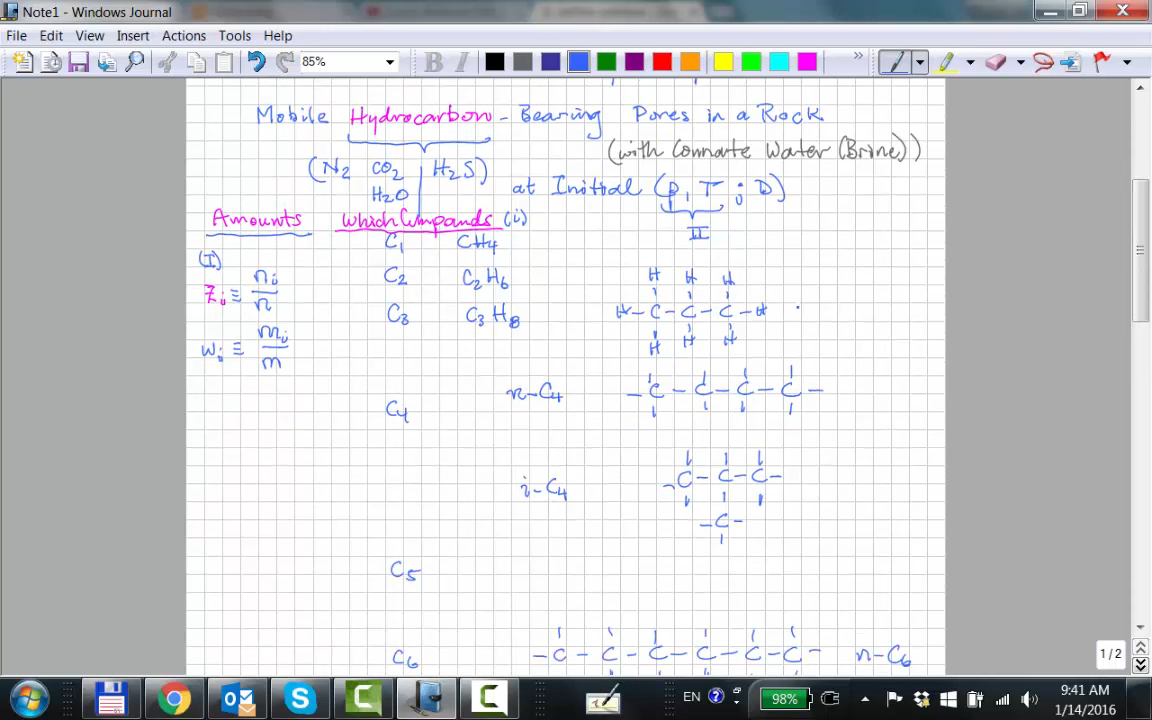 Note1 - Windows Journal
File Edit View Insert Actions Tools Help
85%
B I
Mobile Hydrocarbon - Bearing Pores in a Rock
(with Connate Water (Brine))
(N2 CO2 | H2S)
H2O
at Initial (P, T ; D)
II
Amounts Which Compands (i)
C1 CH4
(I)
zi ≡ ni/n
C2 C2H6
H H H
C3 C3H8
H - C - C - C - H
H H H
wi ≡ mi/m
n-C4 - C - C - C - C -
C4
i-C4 - C - C - C -
- C -
C5
C6 - C - C - C - C - C - C - n-C6
1/2
EN 98% 9:41 AM
1/14/2016